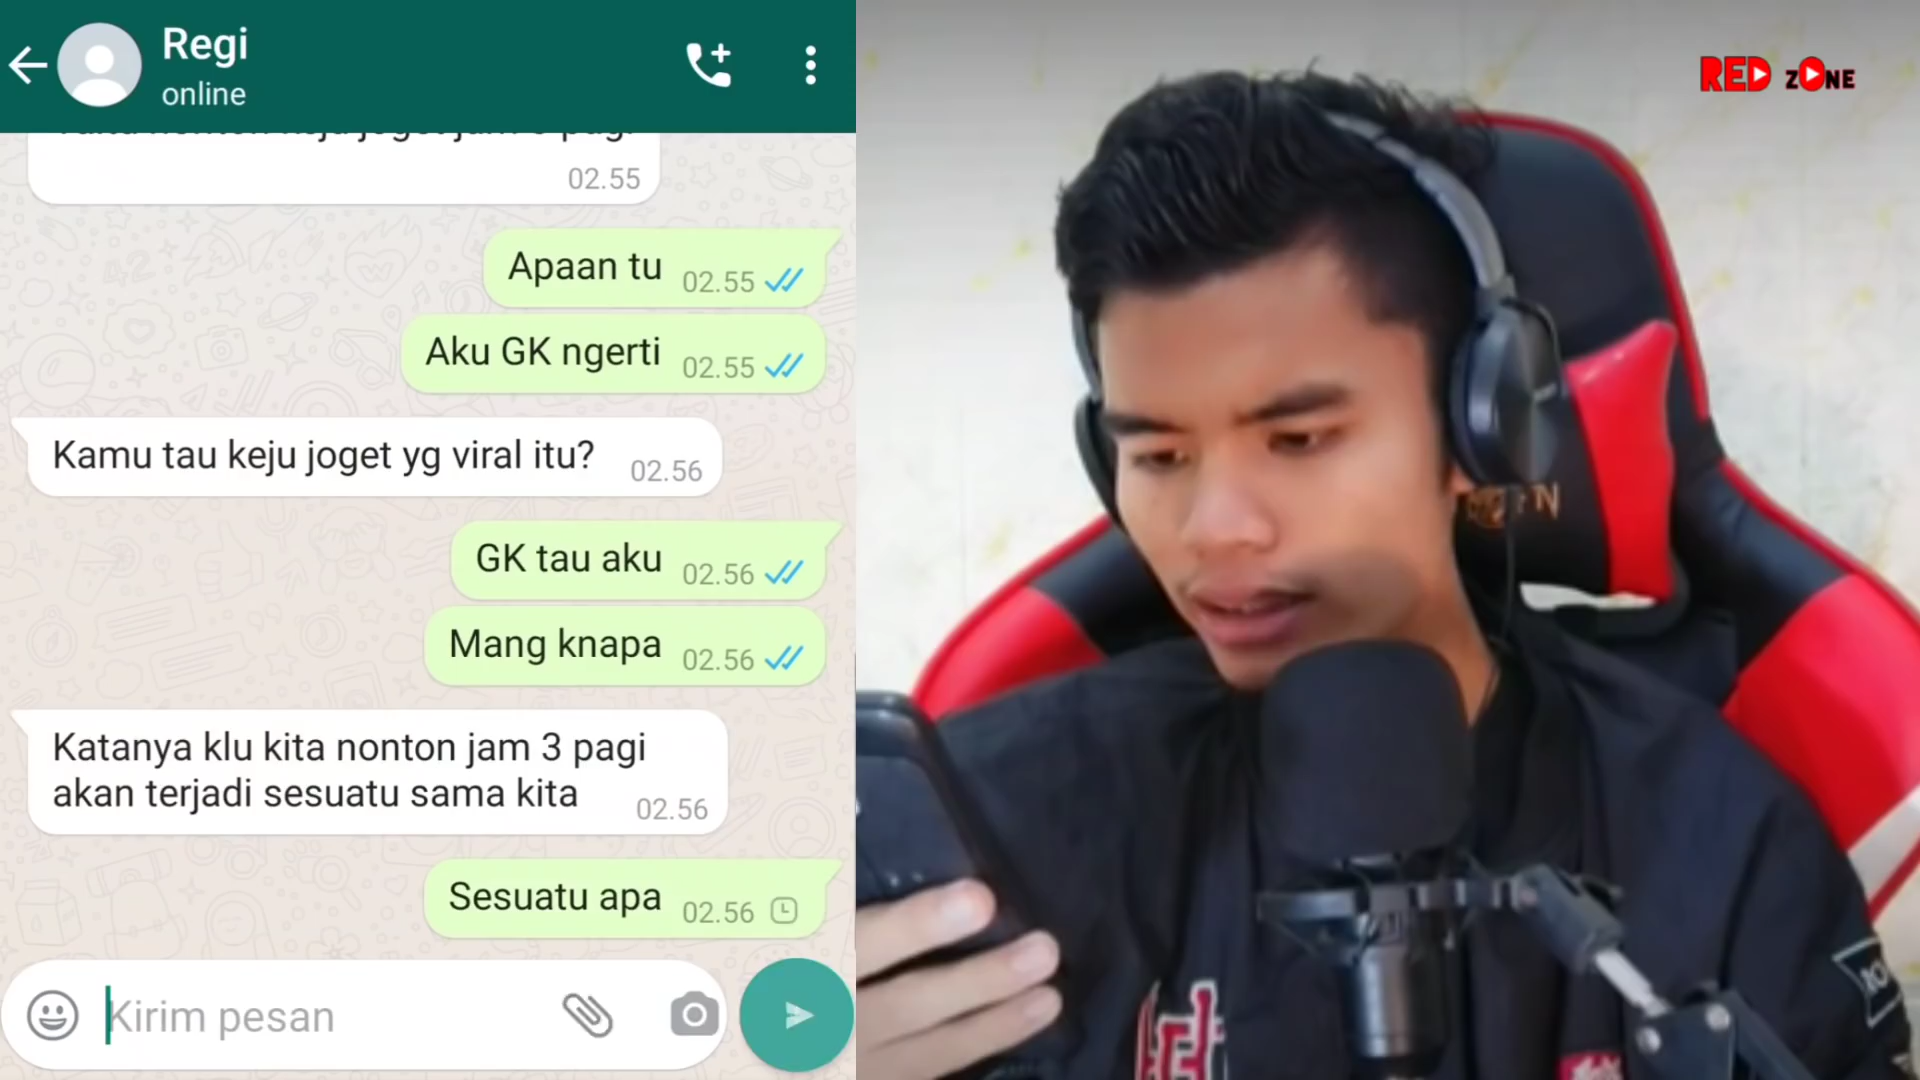 Regi
online
02.55
Apaan tu 02.55
Aku GK ngerti 02.55
Kamu tau keju joget yg viral itu? 02.56
GK tau aku 02.56
Mang knapa 02.56
Katanya klu kita nonton jam 3 pagi
akan terjadi sesuatu sama kita 02.56
Sesuatu apa 02.56
Kirim pesan
RED ZONE